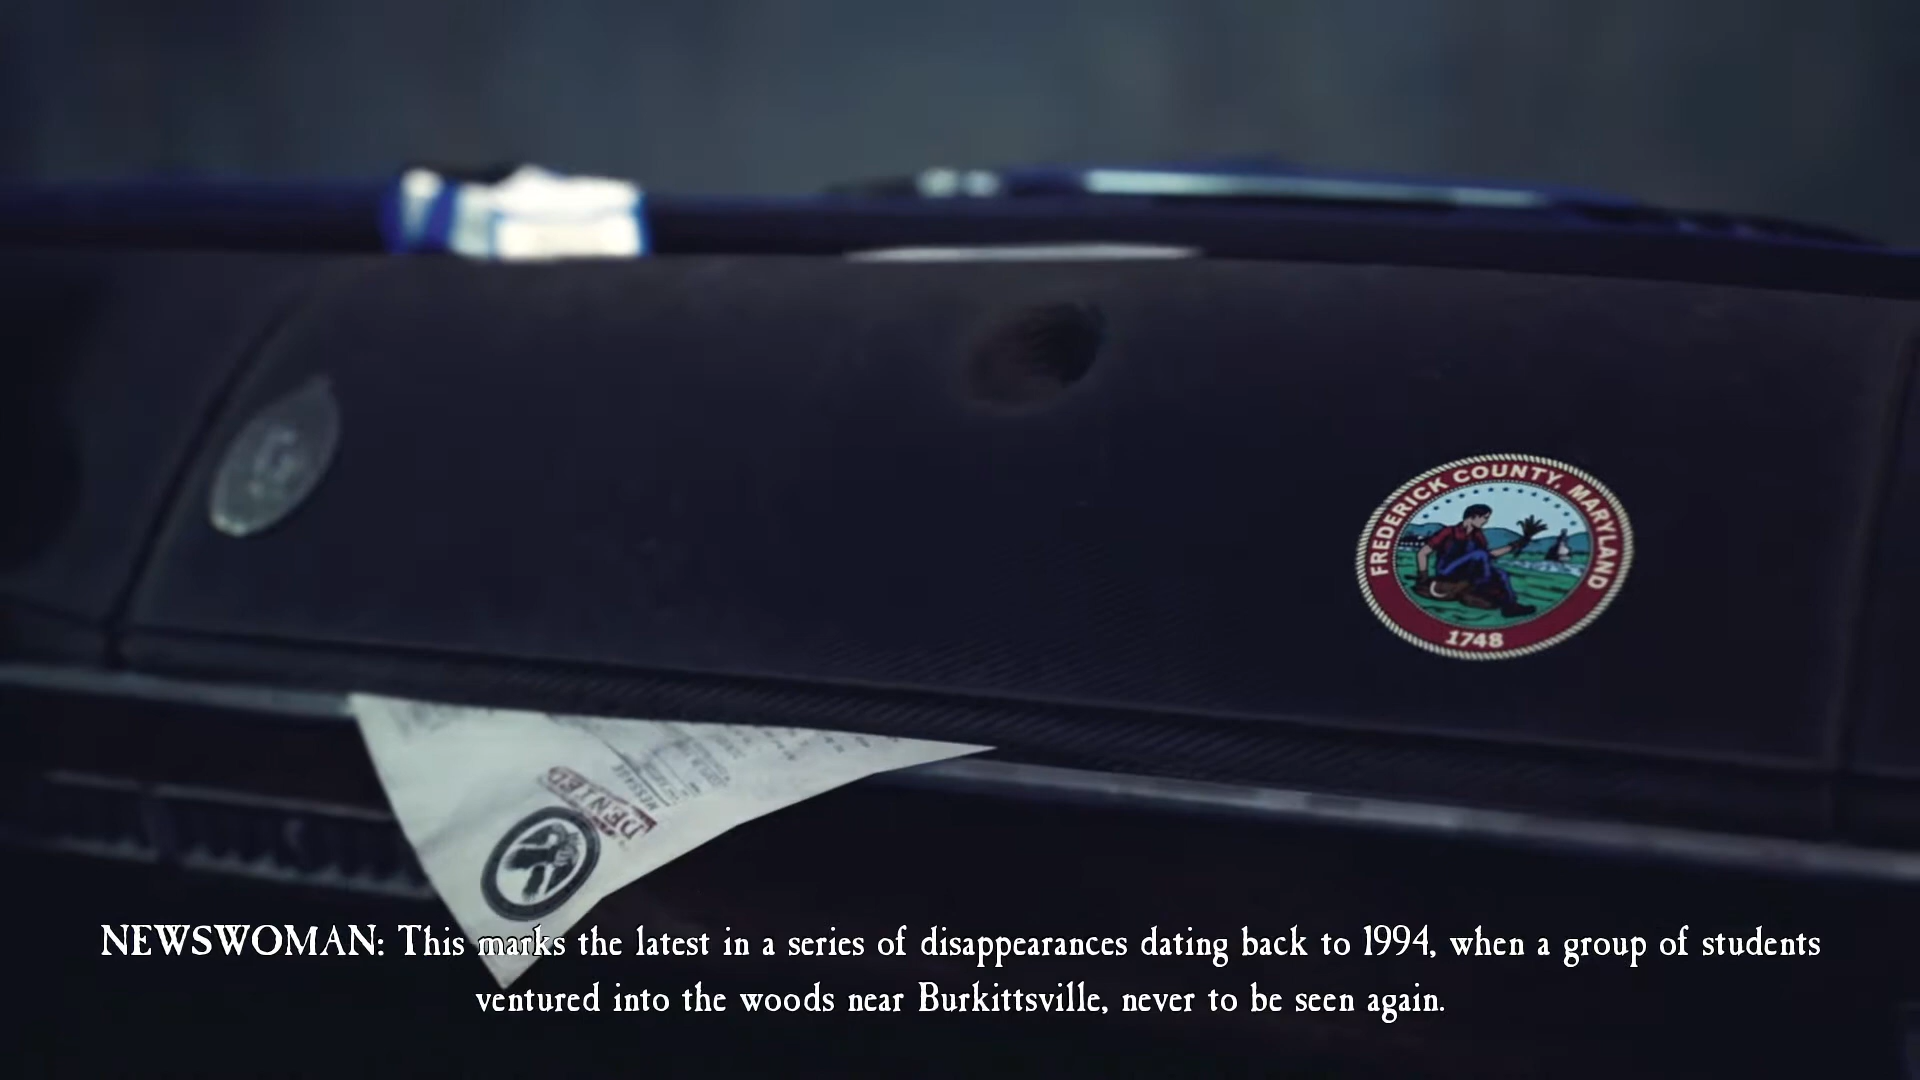 FREDERICK COUNTY, MARYLAND
1748
MESSAGE
DENIED
NEWSWOMAN: This marks the latest in a series of disappearances dating back to 1994, when a group of students
ventured into the woods near Burkittsville, never to be seen again.